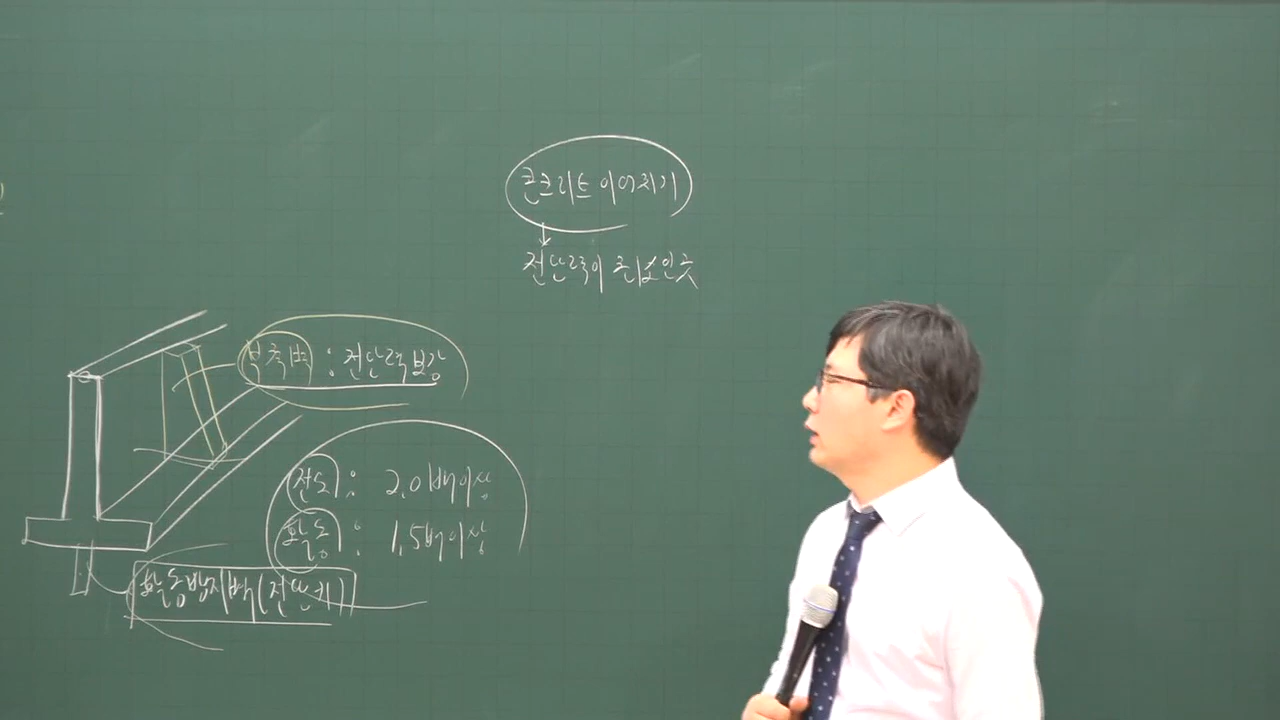 콘크리트 이어치기
전단력이 최소인 곳
부축벽 : 전단력 보강
전도 : 2.0배이상
활동 : 1.5배이상
활동방지벽(전단키)